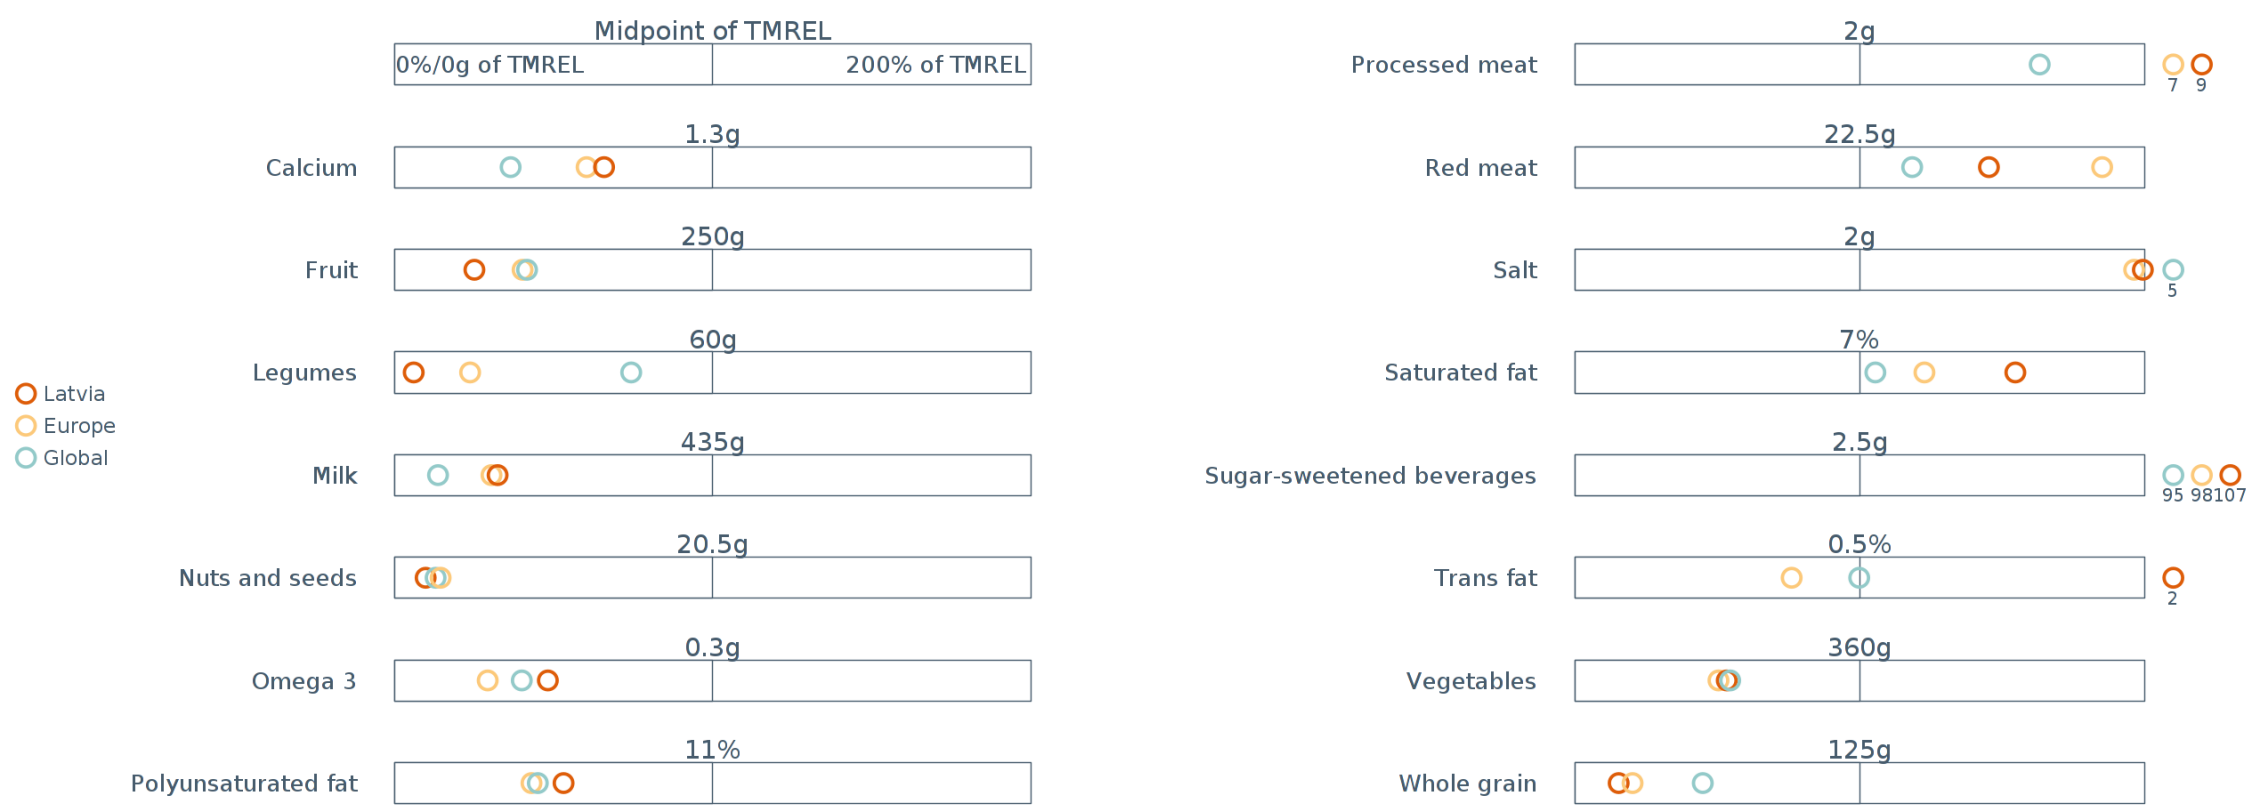 Midpoint of TMREL
0%/0g of TMREL
200% of TMREL
1.3g
Calcium
250g
Fruit
60g
Legumes
435g
Milk
20.5g
Nuts and seeds
0.3g
Omega 3
11%
Polyunsaturated fat
Latvia
Europe
Global
2g
Processed meat
7 9
22.5g
Red meat
2g
Salt
5
7%
Saturated fat
2.5g
Sugar-sweetened beverages
95 98 107
0.5%
Trans fat
2
360g
Vegetables
125g
Whole grain